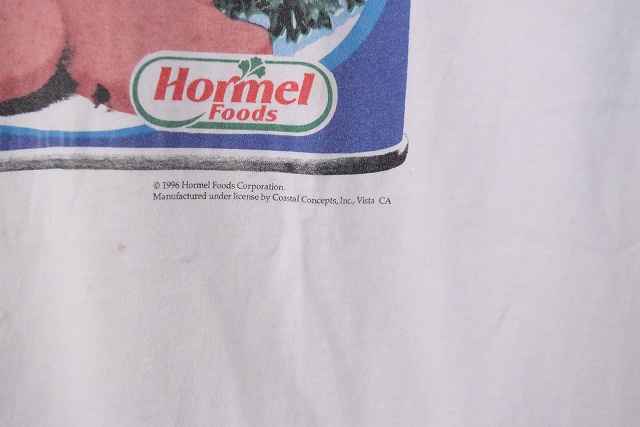 Hormel
Foods
© 1996 Hormel Foods Corporation.
Manufactured under license by Coastal Concepts, Inc., Vista CA